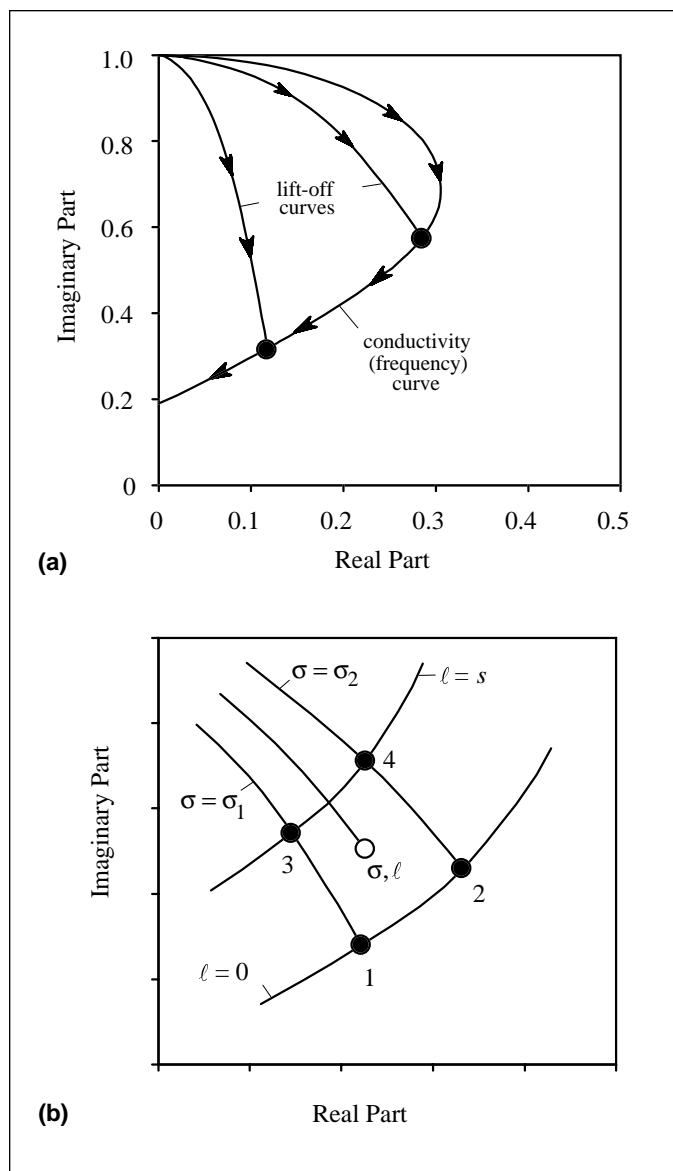 1.0
0.8
0.6
0.4
0.2
0
Imaginary Part
lift-off
curves
conductivity
(frequency)
curve
0 0.1 0.2 0.3 0.4 0.5
(a)
Real Part
σ = σ2
ℓ = s
4
σ = σ1
3
σ, ℓ
2
ℓ = 0
1
Imaginary Part
(b)
Real Part